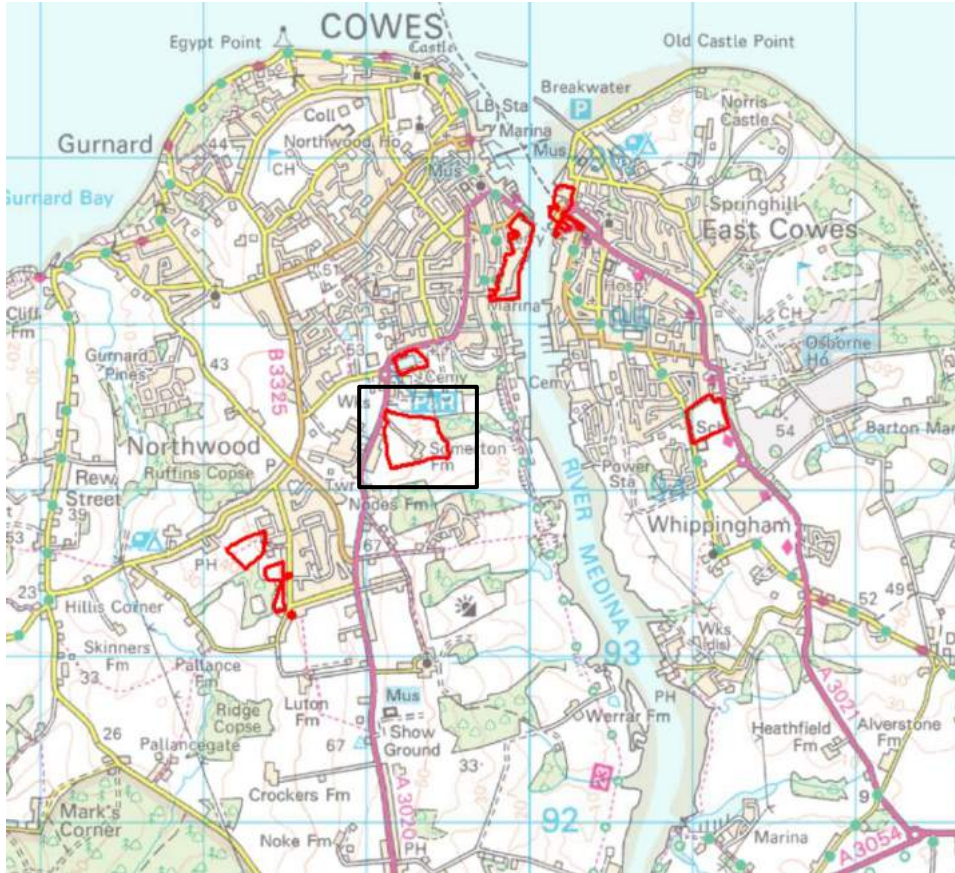 COWES
Egypt Point
Castle
Old Castle Point
Breakwater
P
LB Sta
Norris
Castle
Coll
Marina
Gurnard
44
Northwood Ho
Mus
CH
Mus
Gurnard Bay
Springhill
East Cowes
51
Hosp
Marina
CH
Cliff
Fm
Osborne
Ho
Gurnard
Pines
43
B3325
53
Cemy
Cemy
Wks
P&R
Sch
54
Barton Man
Northwood
Somerton
Fm
Ruffins Copse
P
Twr
Power
Sta
Rew
Street
39
Nodes Fm
RIVER MEDINA
Whippingham
53
67
PH
23
Hillis Corner
52
49
Skinners
Fm
33
Pallance
Fm
Wks
(dis)
93
Mus
PH
Ridge
Copse
Luton
Fm
Werrar Fm
A3021
Show
Ground
Heathfield
Fm
Alverstone
Fm
26
Pallancegate
67
33
A3020
23
Crockers Fm
9
Mark's
Corner
92
Noke Fm
PH
Marina
A3054